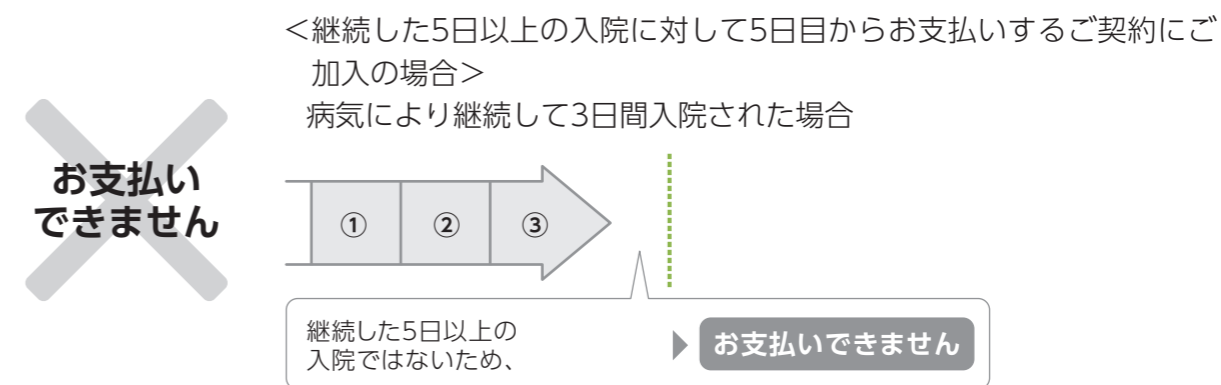 ＜継続した5日以上の入院に対して5日目からお支払いするご契約にご
加入の場合＞
病気により継続して3日間入院された場合
お支払い
できません
① ② ③
継続した5日以上の
入院ではないため、
お支払いできません